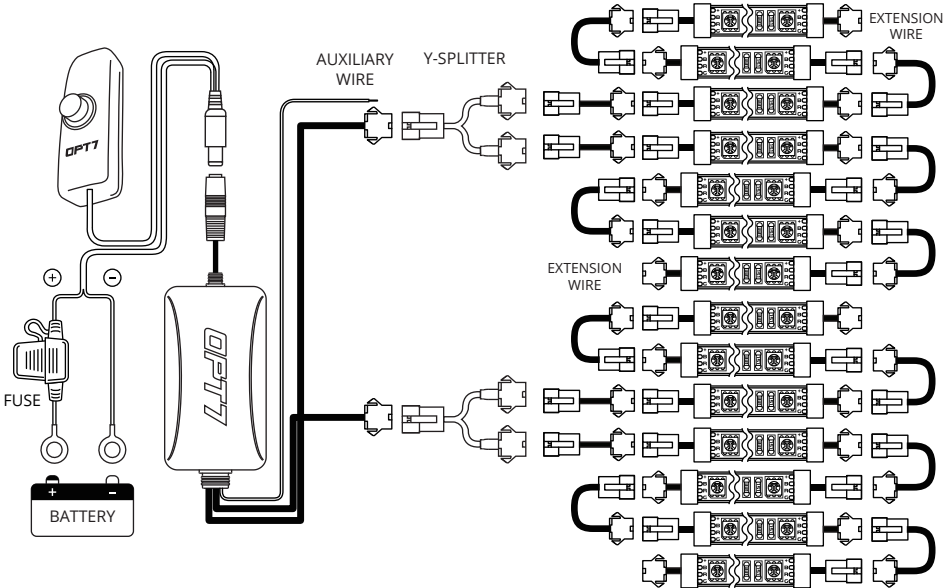 EXTENSION
WIRE
AUXILIARY
WIRE
Y-SPLITTER
OPT7
+
−
EXTENSION
WIRE
OPT7
FUSE
+
−
BATTERY